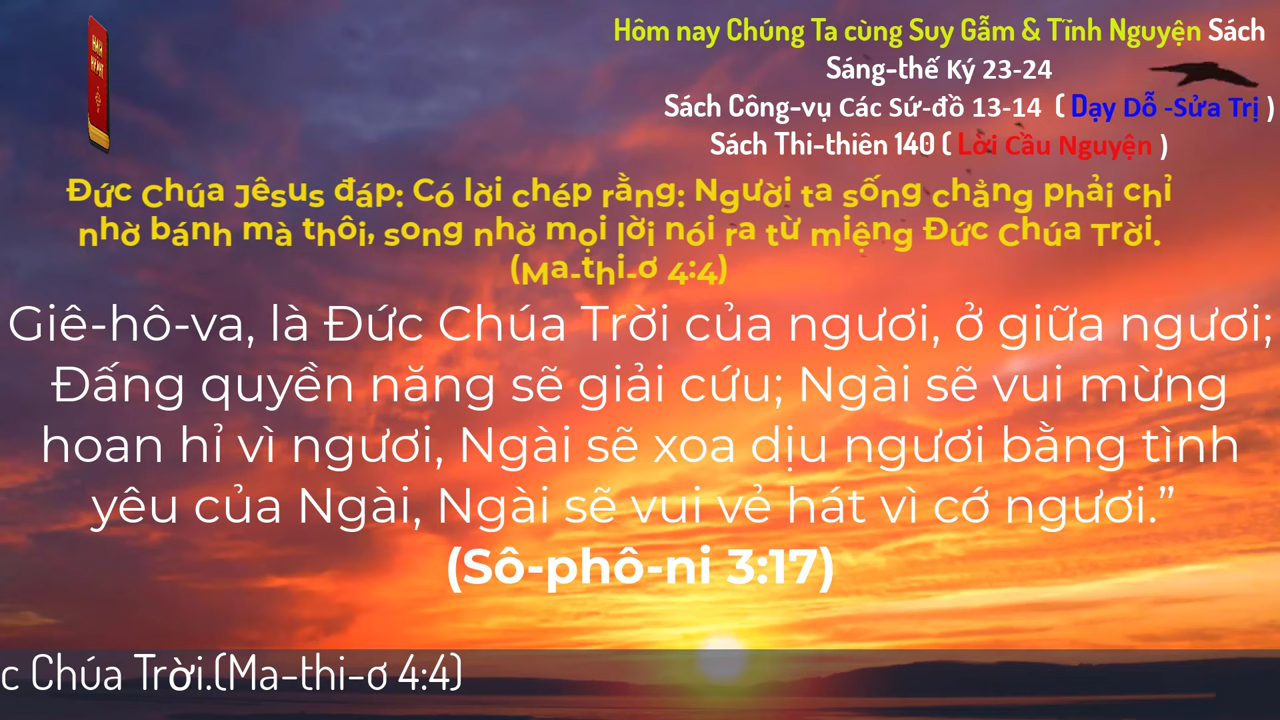 Hôm nay Chúng Ta cùng Suy Gẫm & Tĩnh Nguyện Sách
Sáng-thế Ký 23-24
Sách Công-vụ Các Sứ-đồ 13-14 ( Dạy Dỗ -Sửa Trị )
Sách Thi-thiên 140 ( Lời Cầu Nguyện )
Đức Chúa Jêsus đáp: Có lời chép rằng: Người ta sống chẳng phải chỉ
nhờ bánh mà thôi, song nhờ mọi lời nói ra từ miệng Đức Chúa Trời.
(Ma-thi-ơ 4:4)
Giê-hô-va, là Đức Chúa Trời của ngươi, ở giữa ngươi;
Đấng quyền năng sẽ giải cứu; Ngài sẽ vui mừng
hoan hỉ vì ngươi, Ngài sẽ xoa dịu ngươi bằng tình
yêu của Ngài, Ngài sẽ vui vẻ hát vì cớ ngươi.”
(Sô-phô-ni 3:17)
c Chúa Trời.(Ma-thi-ơ 4:4)